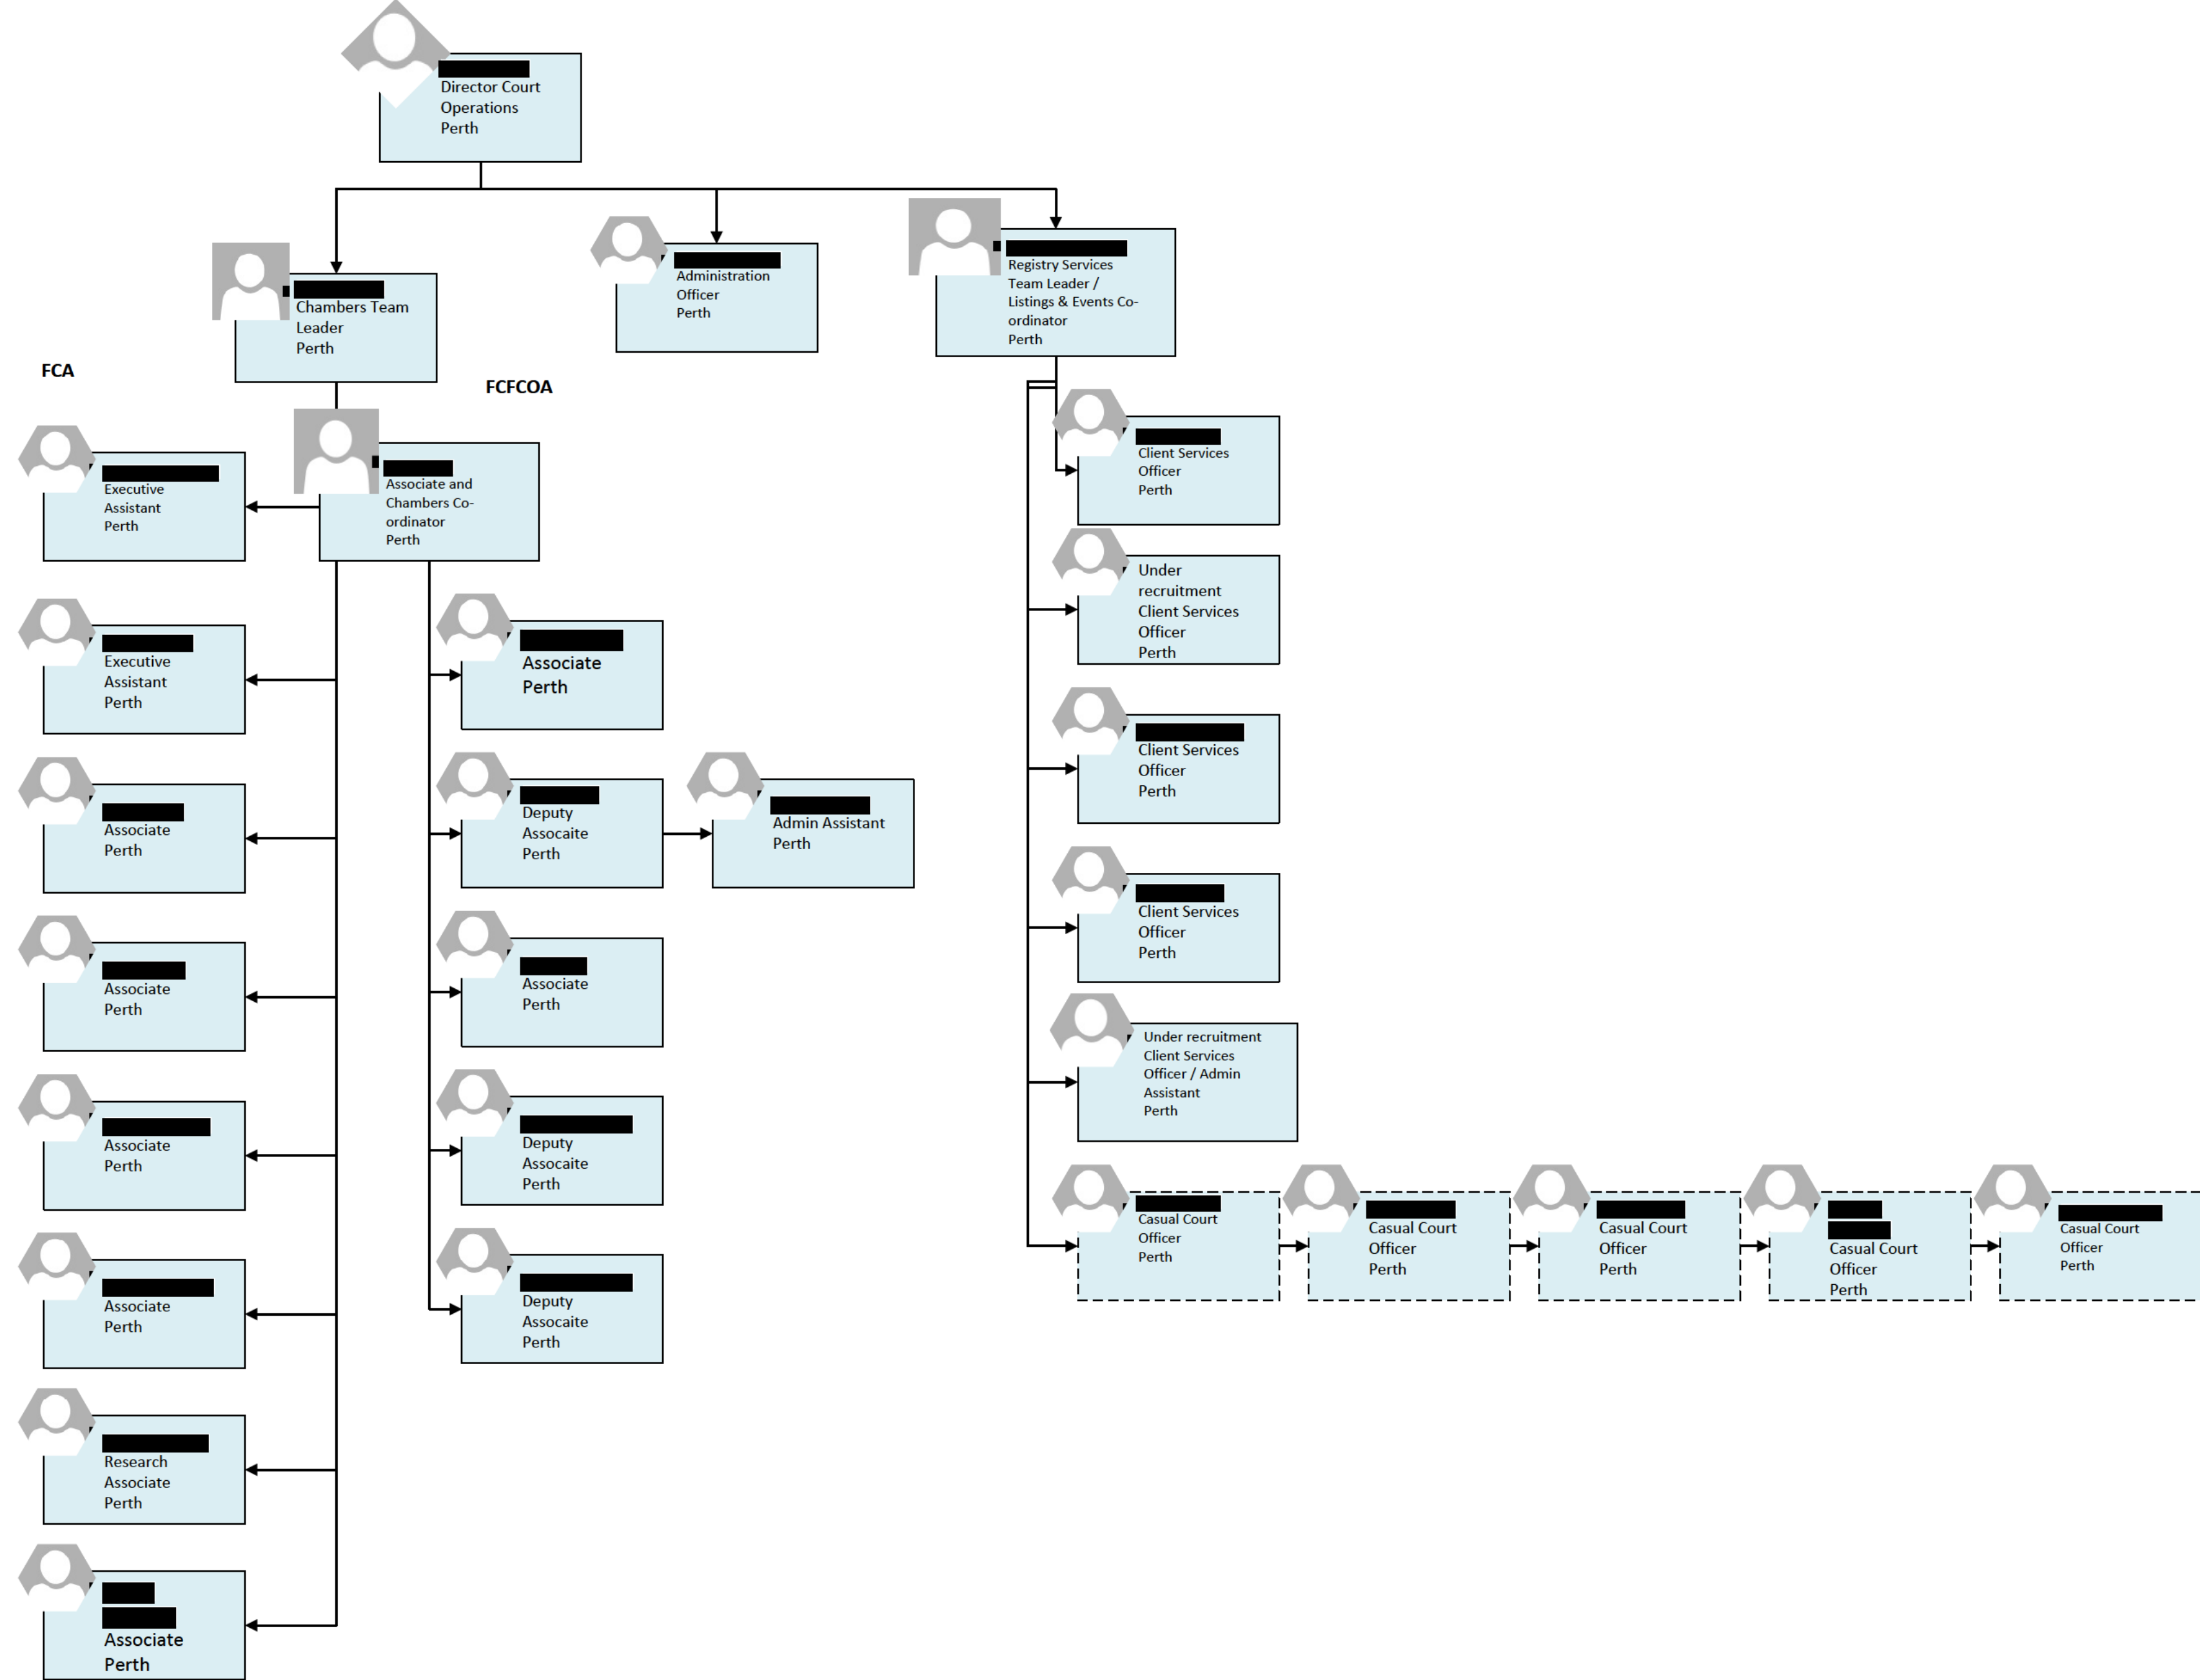 Director Court
Operations
Perth
Chambers Team
Leader
Perth
Administration
Officer
Perth
Registry Services
Team Leader /
Listings & Events Co-
ordinator
Perth
FCA
FCFCOA
Executive
Assistant
Perth
Associate and
Chambers Co-
ordinator
Perth
Executive
Assistant
Perth
Associate
Perth
Associate
Perth
Associate
Perth
Associate
Perth
Research
Associate
Perth
Associate
Perth
Associate
Perth
Deputy
Assocaite
Perth
Admin Assistant
Perth
Associate
Perth
Deputy
Assocaite
Perth
Deputy
Assocaite
Perth
Client Services
Officer
Perth
Under
recruitment
Client Services
Officer
Perth
Client Services
Officer
Perth
Client Services
Officer
Perth
Under recruitment
Client Services
Officer / Admin
Assistant
Perth
Casual Court
Officer
Perth
Casual Court
Officer
Perth
Casual Court
Officer
Perth
Casual Court
Officer
Perth
Casual Court
Officer
Perth